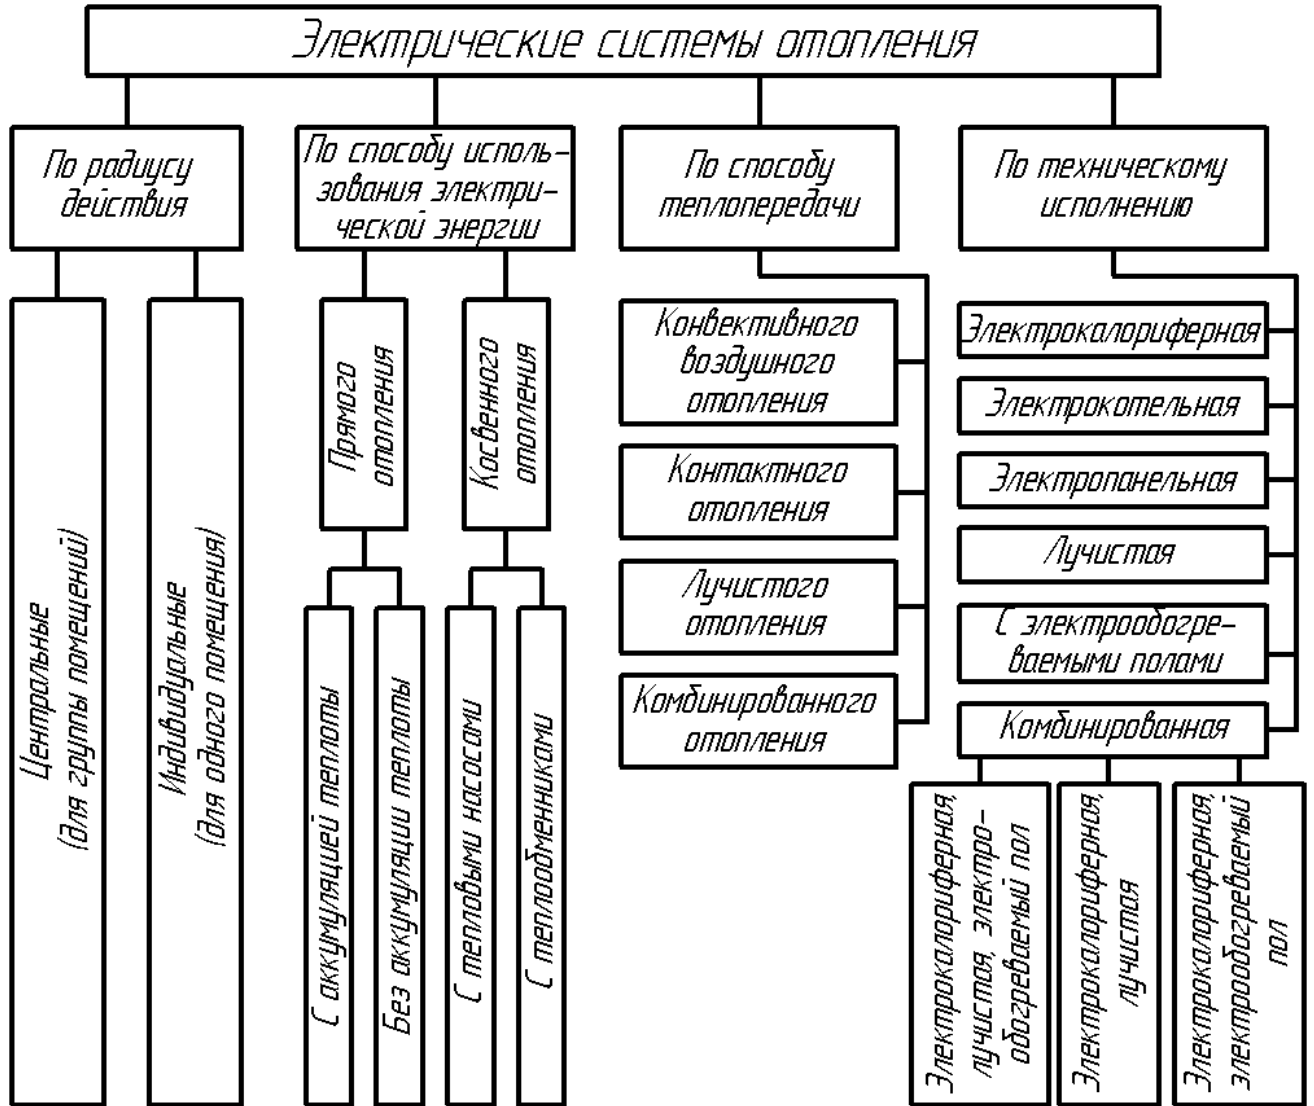 Электрические системы отопления
По радиусу
действия
По способу исполь-
зования электри-
ческой энергии
По способу
теплопередачи
По техническому
исполнению
Центральные
(для группы помещений)
Индивидуальные
(для одного помещения)
Прямого
отопления
Косвенного
отопления
С аккумуляцией теплоты
Без аккумуляции теплоты
С тепловыми насосами
С теплообменниками
Конвективного
воздушного
отопления
Контактного
отопления
Лучистого
отопления
Комбинированного
отопления
Электрокалориферная
Электрокотельная
Электропанельная
Лучистая
С электрообогре-
ваемыми полами
Комбинированная
Электрокалориферная,
лучистая, электро-
обогреваемый пол
Электрокалориферная,
лучистая
Электрокалориферная,
электрообогреваемый
пол